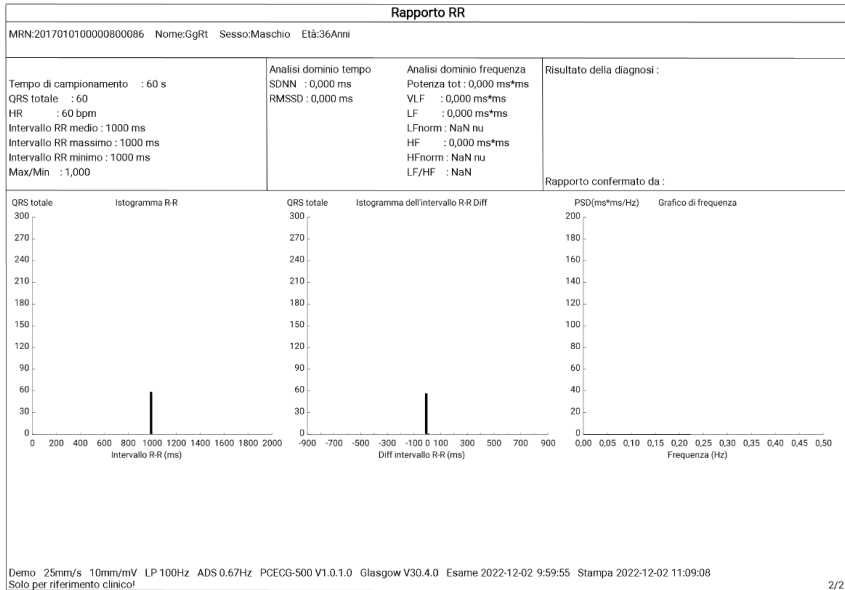 Rapporto RR
MRN:2017010100000800086 Nome:GgRt Sesso:Maschio Età:36Anni
Tempo di campionamento : 60 s
QRS totale : 60
HR : 60 bpm
Intervallo RR medio : 1000 ms
Intervallo RR massimo : 1000 ms
Intervallo RR minimo : 1000 ms
Max/Min : 1,000
Analisi dominio tempo
SDNN : 0,000 ms
RMSSD : 0,000 ms
Analisi dominio frequenza
Potenza tot : 0,000 ms*ms
VLF : 0,000 ms*ms
LF : 0,000 ms*ms
LFnorm : NaN nu
HF : 0,000 ms*ms
HFnorm : NaN nu
LF/HF : NaN
Risultato della diagnosi :
Rapporto confermato da :
QRS totale Istogramma R-R
300
270
240
210
180
150
120
90
60
30
0
0 200 400 600 800 1000 1200 1400 1600 1800 2000
Intervallo R-R (ms)
QRS totale Istogramma dell'intervallo R-R Diff
300
270
240
210
180
150
120
90
60
30
0
-900 -700 -500 -300 -100 0 100 300 500 700 900
Diff intervallo R-R (ms)
PSD(ms*ms/Hz) Grafico di frequenza
200
180
160
140
120
100
80
60
40
20
0
0,00 0,05 0,10 0,15 0,20 0,25 0,30 0,35 0,40 0,45 0,50
Frequenza (Hz)
Demo 25mm/s 10mm/mV LP 100Hz ADS 0.67Hz PCECG-500 V1.0.1.0 Glasgow V30.4.0 Esame 2022-12-02 9:59:55 Stampa 2022-12-02 11:09:08
Solo per riferimento clinico!
2/2